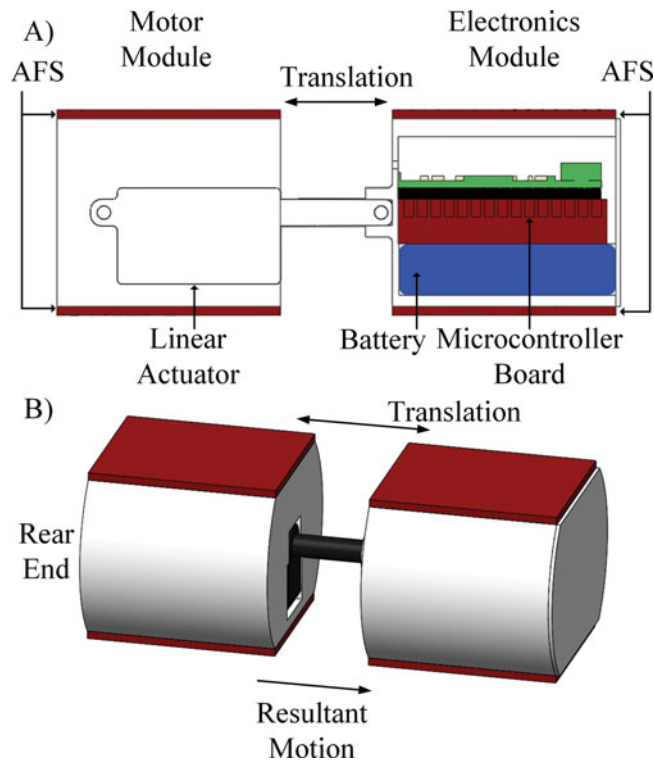 A)
Motor
Module
Electronics
Module
AFS
Translation
AFS
Linear
Actuator
Battery
Microcontroller
Board
B)
Translation
Rear
End
Resultant
Motion